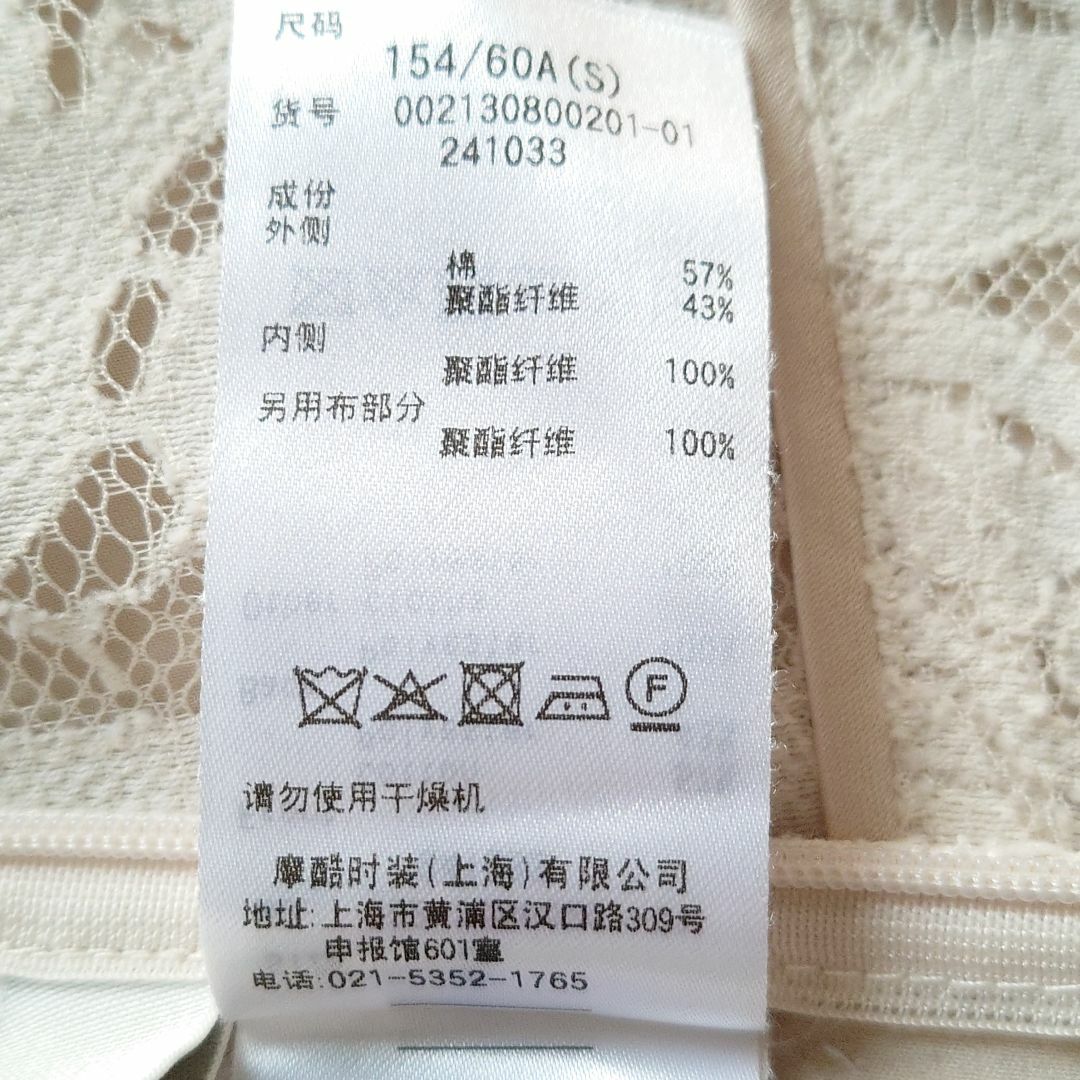 尺码
154/60A(S)
货号 002130800201-01
241033
成份
外侧
棉 57%
聚酯纤维 43%
内侧
聚酯纤维 100%
另用布部分
聚酯纤维 100%
F
请勿使用干燥机
摩酷时装(上海)有限公司
地址:上海市黄浦区汉口路309号
申报馆601室
电话:021-5352-1765